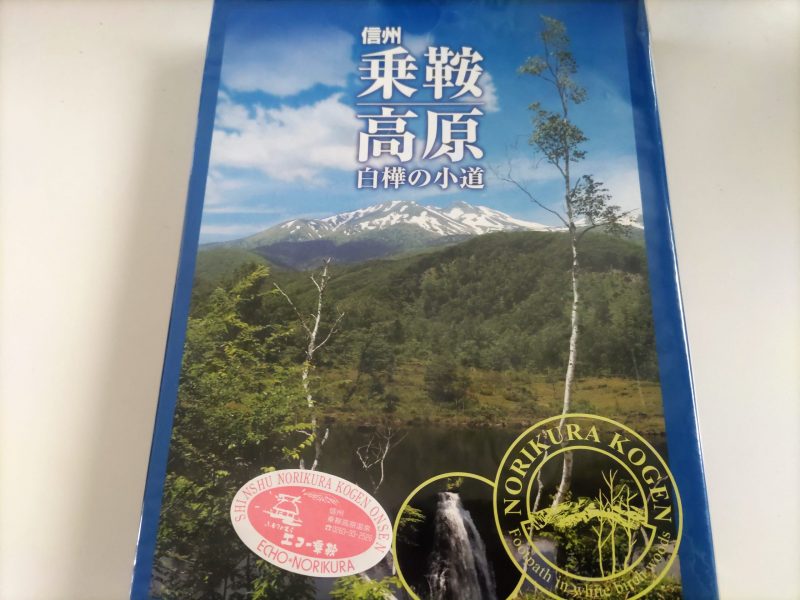 信州
乗鞍
高原
白樺の小道
NORIKURA KOGEN
Footpath in white birch woods
SHINSHU NORIKURA KOGEN ONSEN
信州
乗鞍高原温泉
エコー乗鞍
ECHO NORIKURA